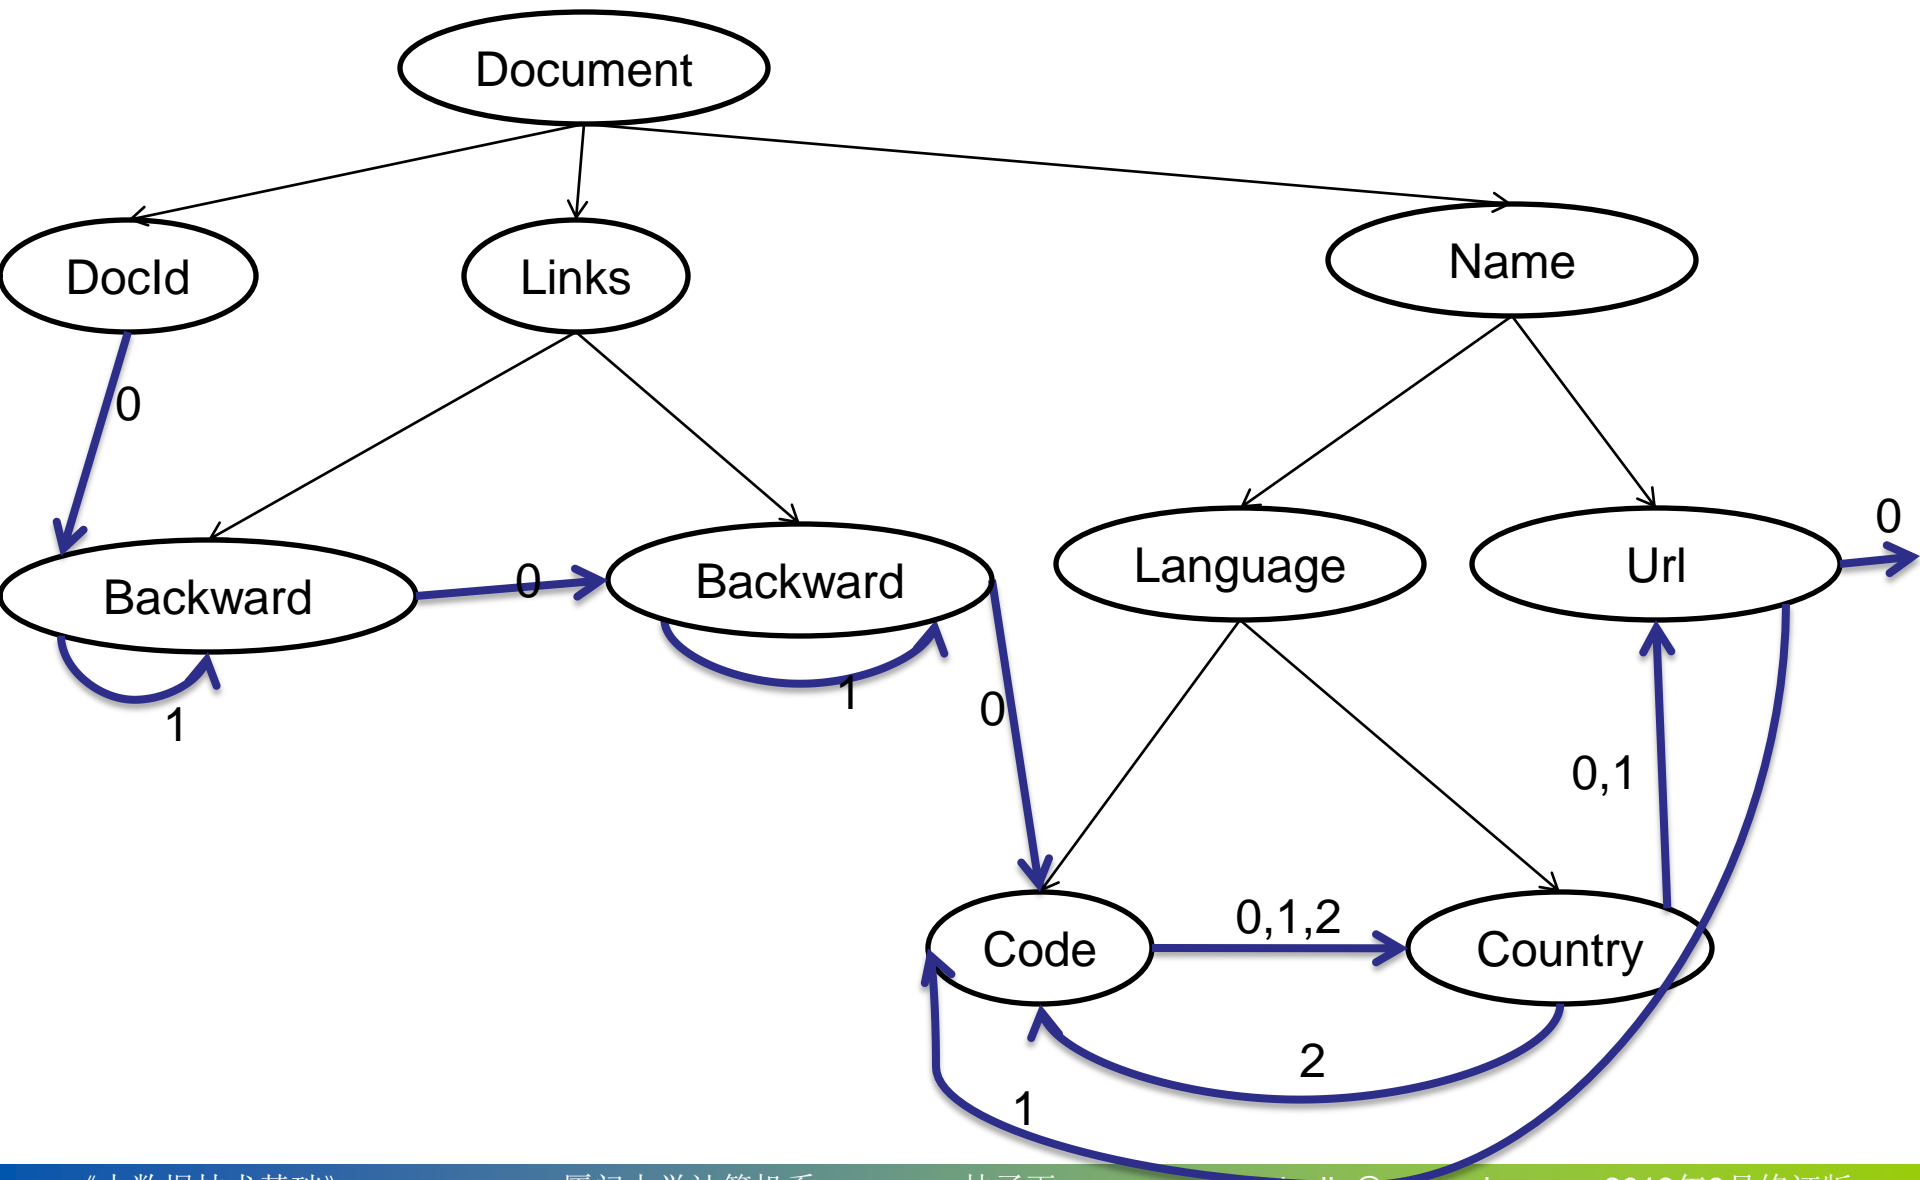 Document
DocId
Links
Name
0
0
Backward
0
Backward
Language
Url
1
1
0
0,1
Code
0,1,2
Country
2
1